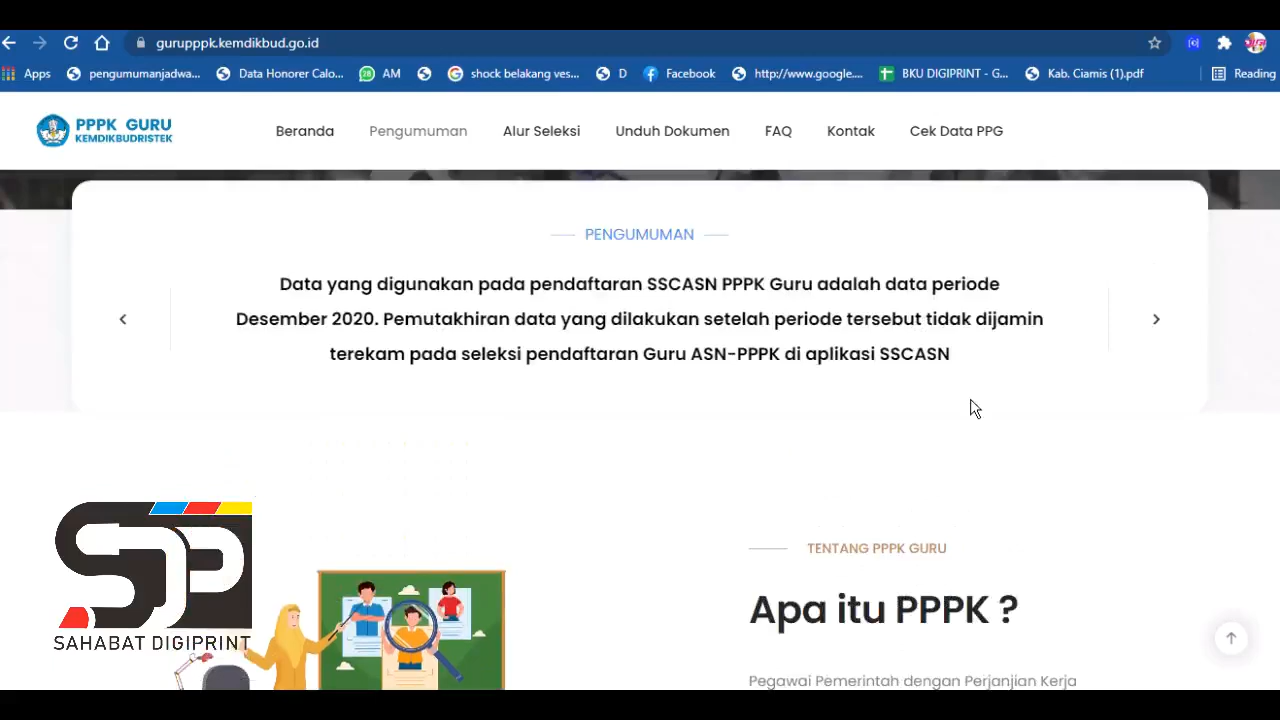 gurupppk.kemdikbud.go.id
Apps pengumumanjadwa... Data Honorer Calo... 28 AM shock belakang ves... D Facebook http://www.google.... BKU DIGIPRINT - G... Kab. Ciamis (1).pdf Reading
PPPK GURU
KEMDIKBUDRISTEK
Beranda Pengumuman Alur Seleksi Unduh Dokumen FAQ Kontak Cek Data PPG
PENGUMUMAN
Data yang digunakan pada pendaftaran SSCASN PPPK Guru adalah data periode
Desember 2020. Pemutakhiran data yang dilakukan setelah periode tersebut tidak dijamin
terekam pada seleksi pendaftaran Guru ASN-PPPK di aplikasi SSCASN
TENTANG PPPK GURU
Apa itu PPPK ?
Pegawai Pemerintah dengan Perjanjian Kerja
SDP
SAHABAT DIGIPRINT